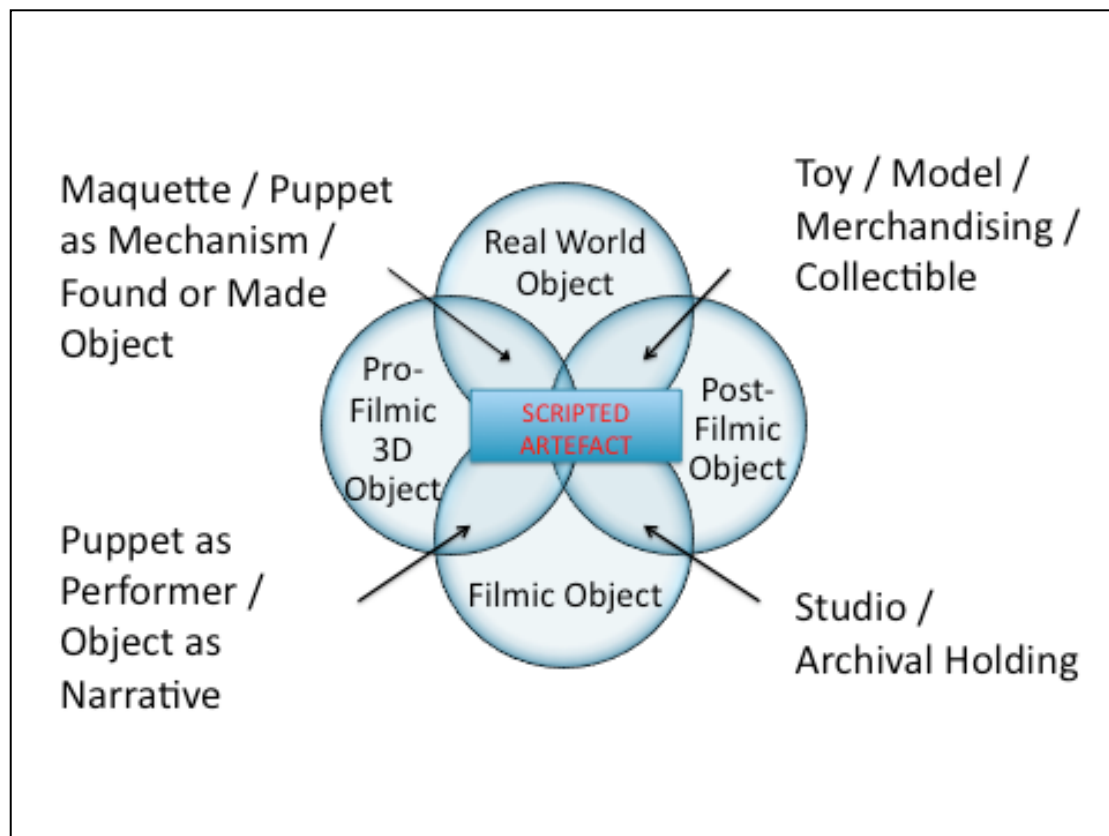 Maquette / Puppet
as Mechanism /
Found or Made
Object
Toy / Model /
Merchandising /
Collectible
Real World
Object
Pro-
Filmic
3D
Object
SCRIPTED
ARTEFACT
Post-
Filmic
Object
Filmic Object
Puppet as
Performer /
Object as
Narrative
Studio /
Archival Holding